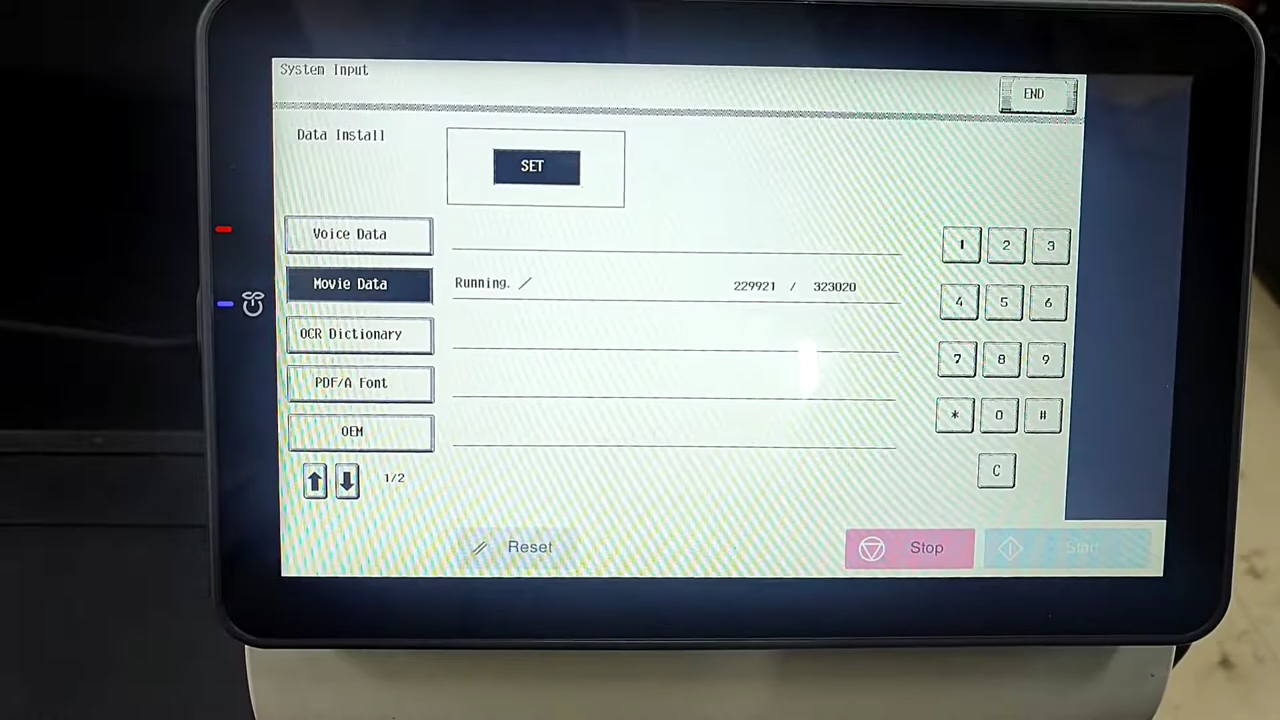 System Input
END
Data Install
SET
Voice Data
Movie Data
Running. / 229921 / 323020
OCR Dictionary
PDF/A Font
OEM
1/2
1 2 3
4 5 6
7 8 9
* 0 #
C
Reset
Stop
Start